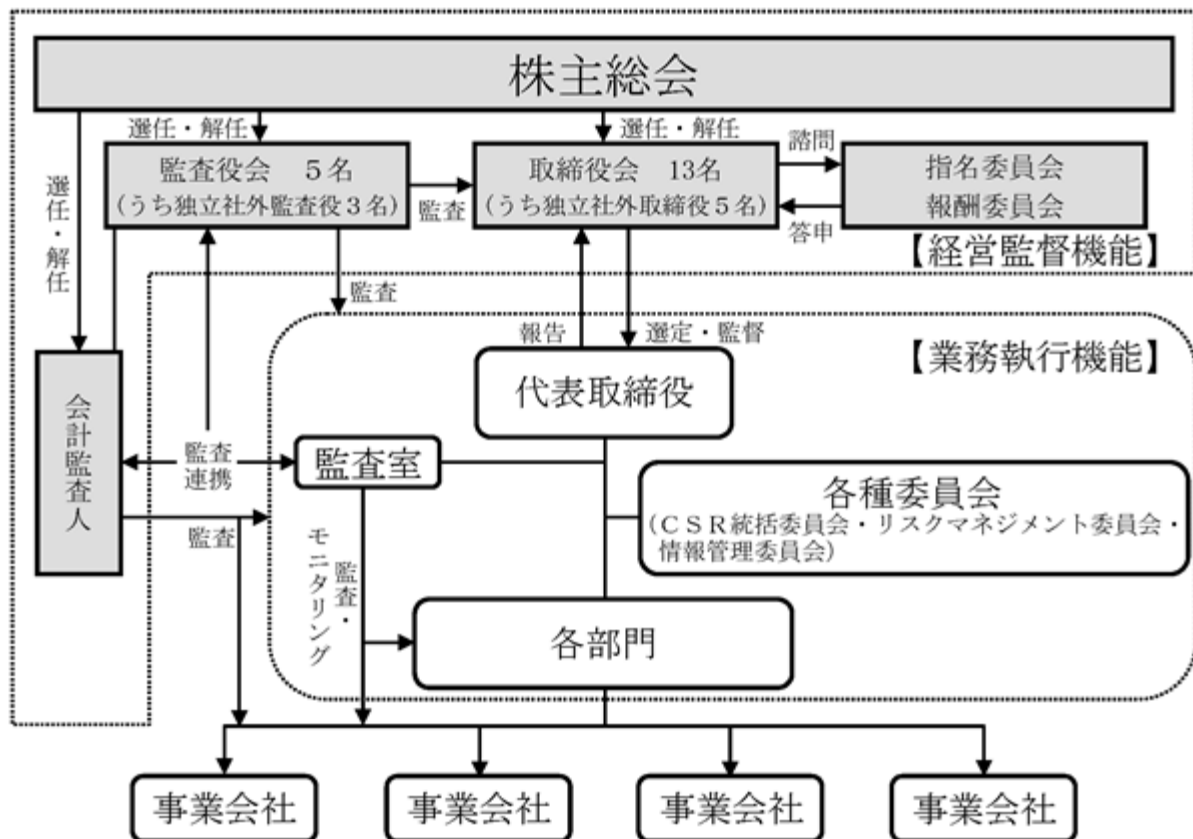 株主総会
選任・解任
選任・解任
選任・解任
監査役会 5名
(うち独立社外監査役3名)
監査
取締役会 13名
(うち独立社外取締役5名)
諮問
答申
指名委員会
報酬委員会
【経営監督機能】
監査
報告
選定・監督
【業務執行機能】
代表取締役
会計監査人
監査
連携
監査室
各種委員会
(CSR統括委員会・リスクマネジメント委員会・
情報管理委員会)
監査
監査・
モニタリング
各部門
事業会社
事業会社
事業会社
事業会社